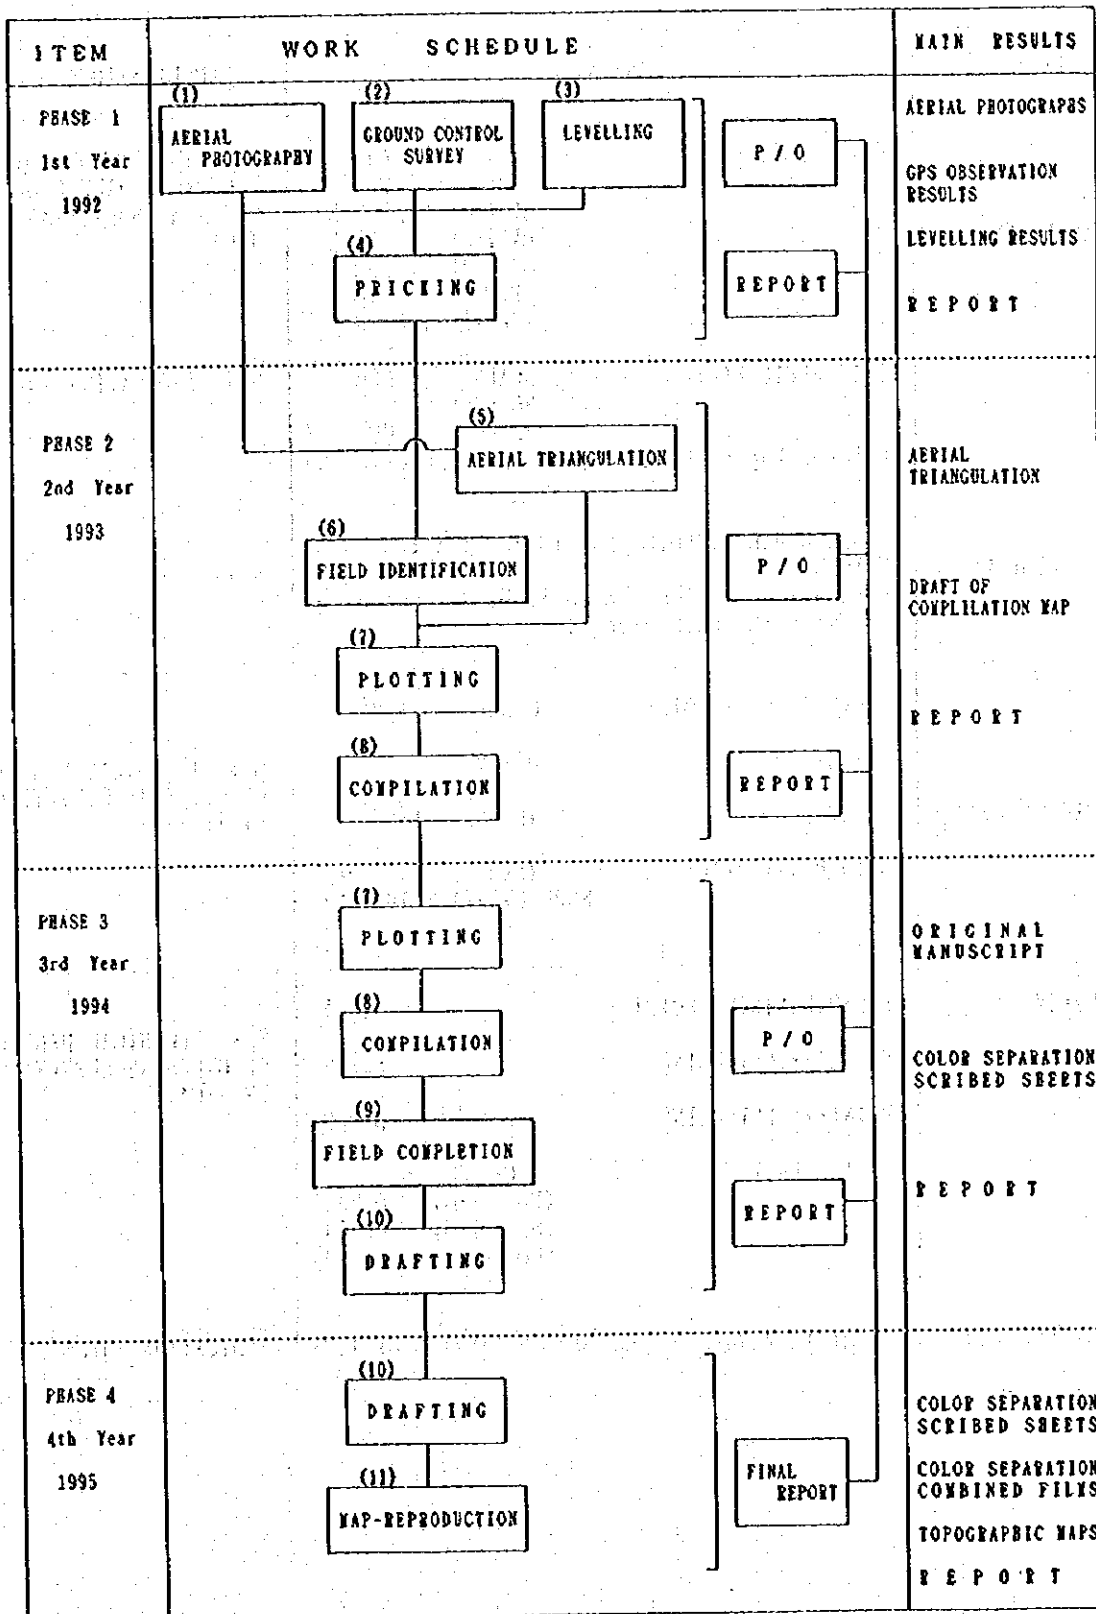 ITEM
WORK SCHEDULE
MAIN RESULTS
PHASE 1
1st Year
1992
(1)
AERIAL
PHOTOGRAPHY
(2)
GROUND CONTROL
SURVEY
(3)
LEVELLING
(4)
PRICKING
P / O
REPORT
AERIAL PHOTOGRAPHS
GPS OBSERVATION
RESULTS
LEVELLING RESULTS
REPORT
PHASE 2
2nd Year
1993
(5)
AERIAL TRIANGULATION
(6)
FIELD IDENTIFICATION
(7)
PLOTTING
(8)
COMPILATION
P / O
REPORT
AERIAL
TRIANGULATION
DRAFT OF
COMPLILATION MAP
REPORT
PHASE 3
3rd Year
1994
(7)
PLOTTING
(8)
COMPILATION
(9)
FIELD COMPLETION
(10)
DRAFTING
P / O
REPORT
ORIGINAL
MANUSCRIPT
COLOR SEPARATION
SCRIBED SHEETS
REPORT
PHASE 4
4th Year
1995
(10)
DRAFTING
(11)
MAP-REPRODUCTION
FINAL
REPORT
COLOR SEPARATION
SCRIBED SHEETS
COLOR SEPARATION
COMBINED FILMS
TOPOGRAPHIC MAPS
REPORT